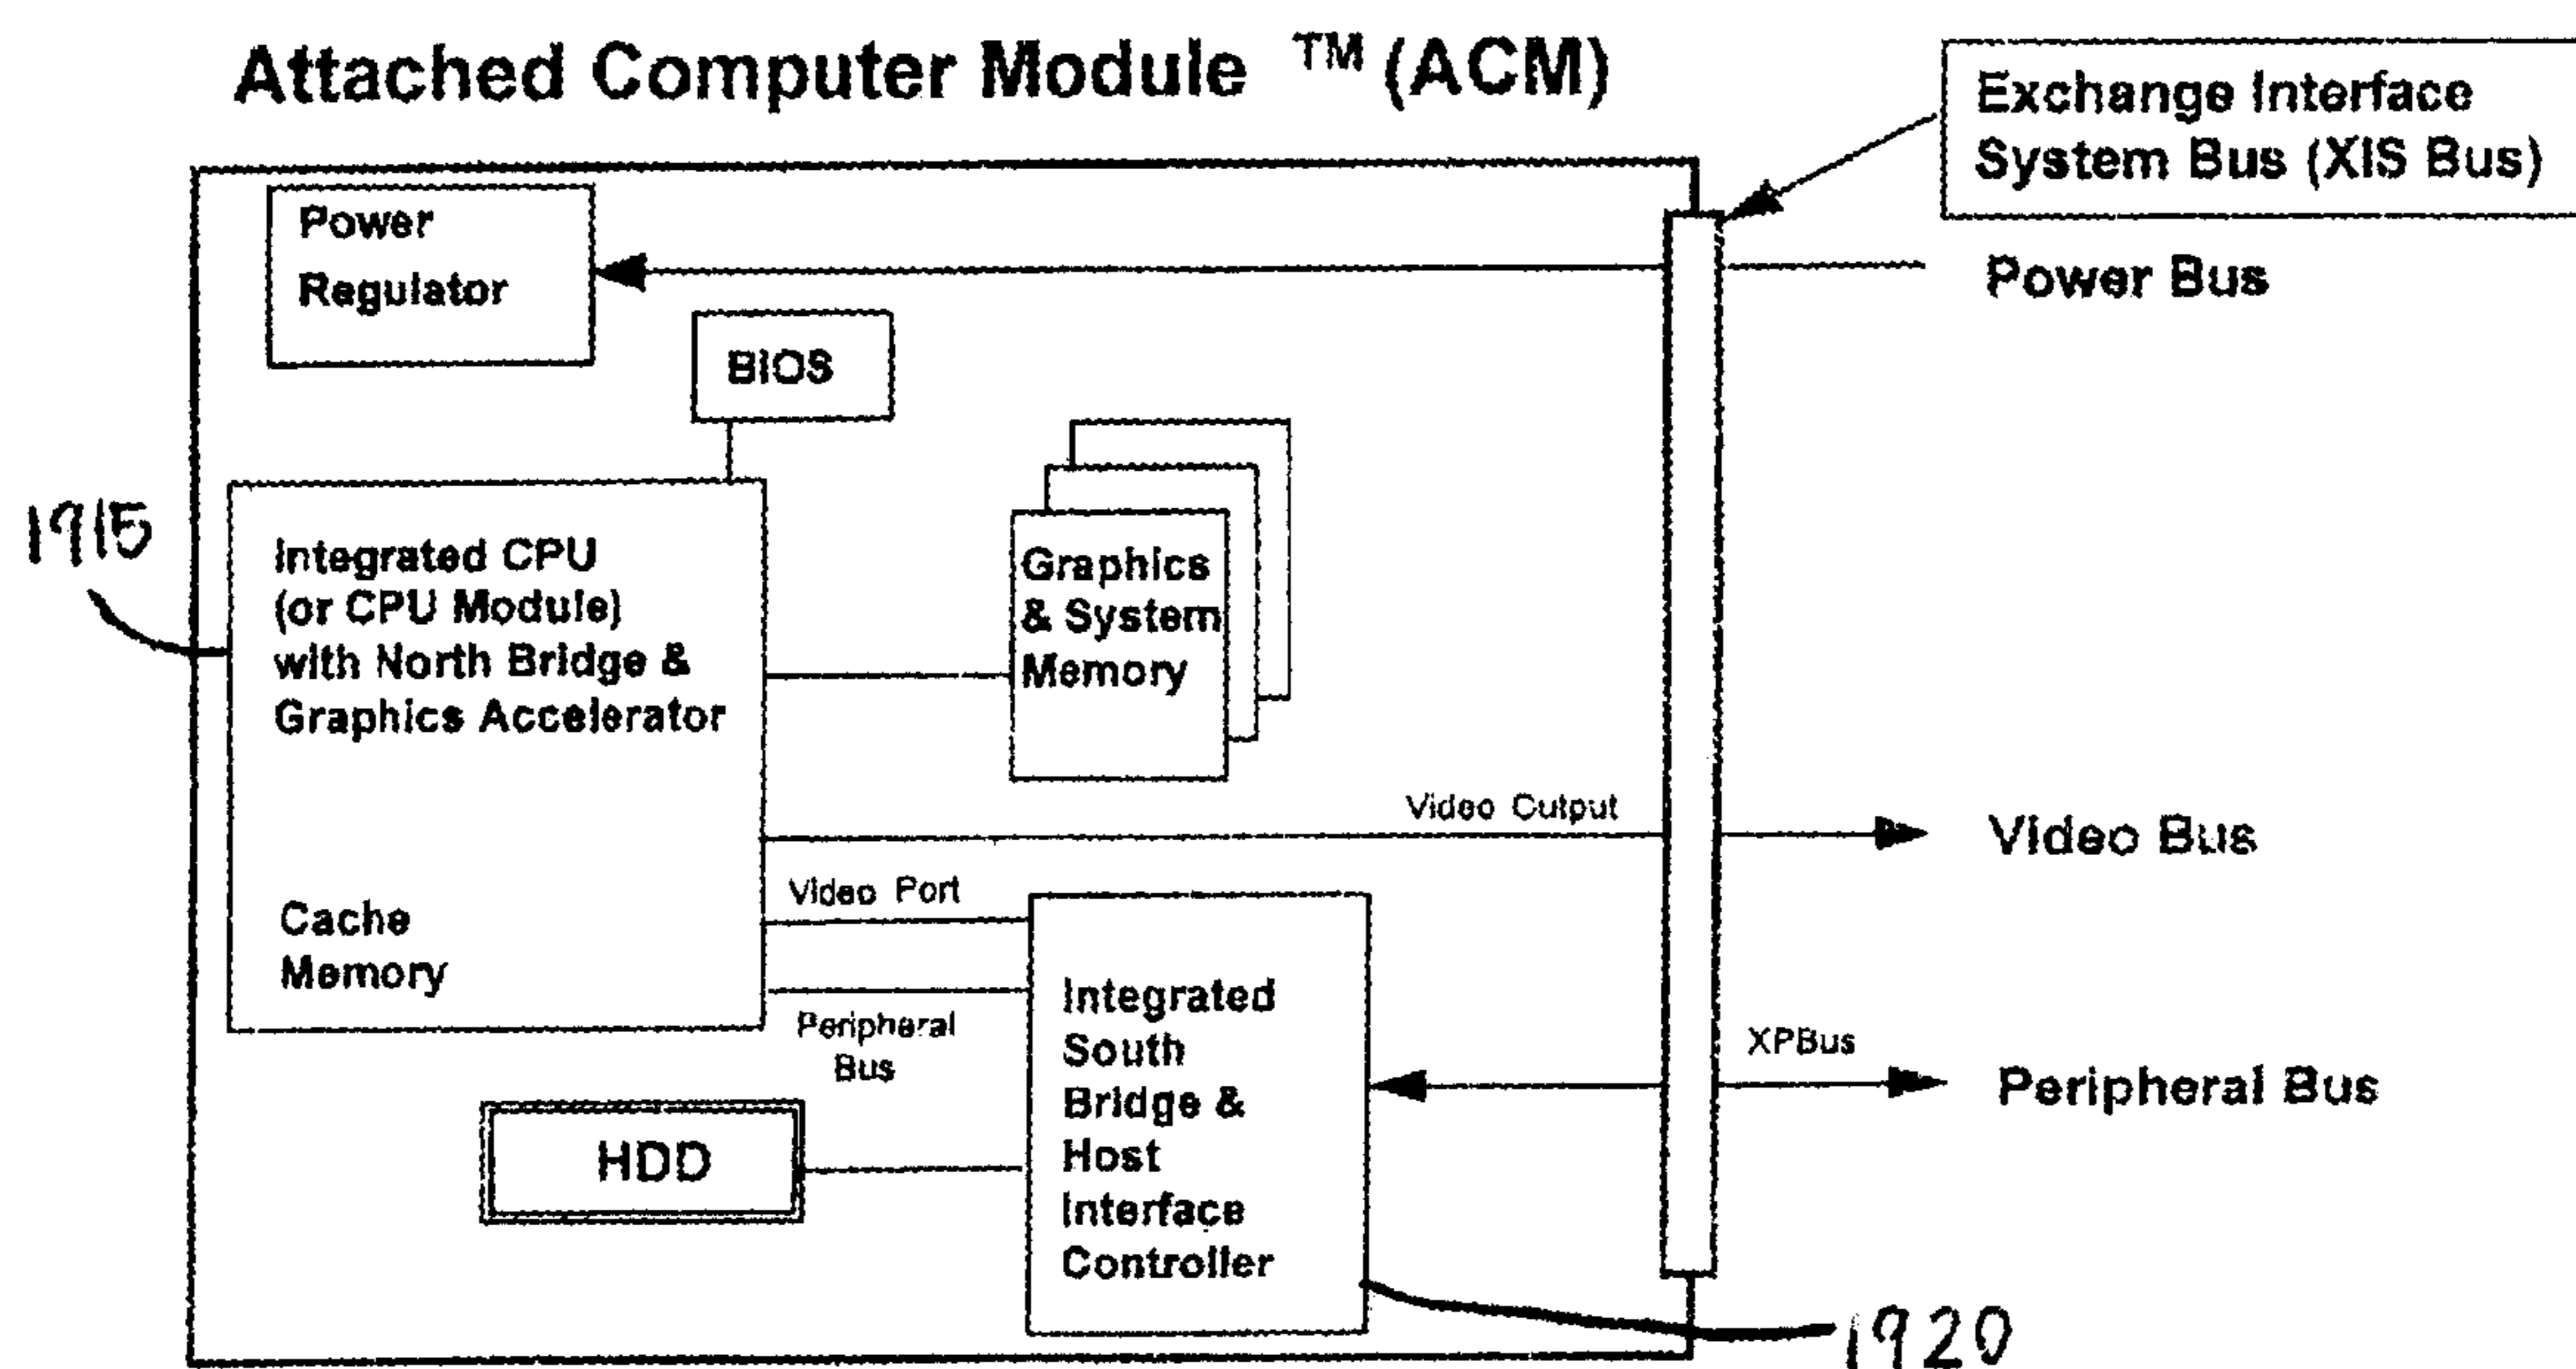 Attached Computer Module ™ (ACM)
Exchange Interface
System Bus (XIS Bus)
Power
Regulator
Power Bus
BIOS
1915
Integrated CPU
(or CPU Module)
with North Bridge &
Graphics Accelerator
Graphics
& System
Memory
Video Output
Video Bus
Video Port
Cache
Memory
Peripheral
Bus
Integrated
South
Bridge &
Host
Interface
Controller
XPBus
Peripheral Bus
HDD
1920